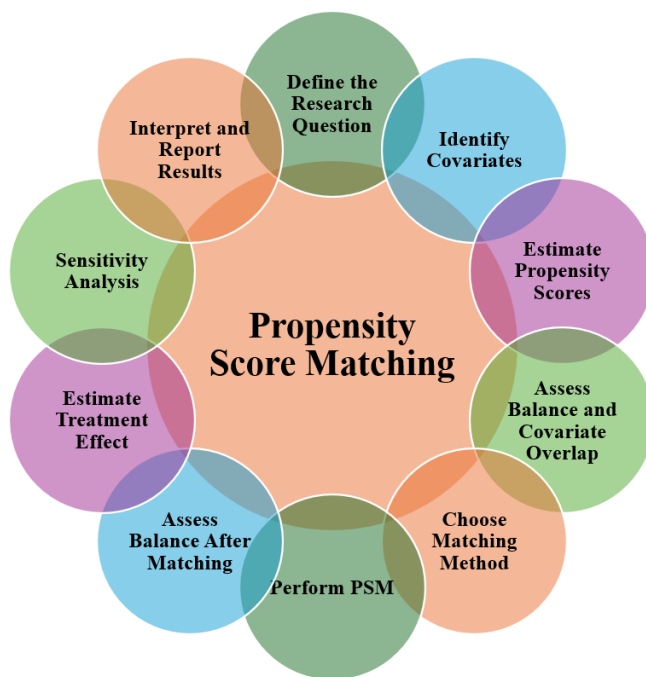 Define the
Research
Question
Identify
Covariates
Estimate
Propensity
Scores
Assess
Balance and
Covariate
Overlap
Choose
Matching
Method
Perform PSM
Assess
Balance After
Matching
Estimate
Treatment
Effect
Sensitivity
Analysis
Interpret and
Report
Results
Propensity
Score Matching